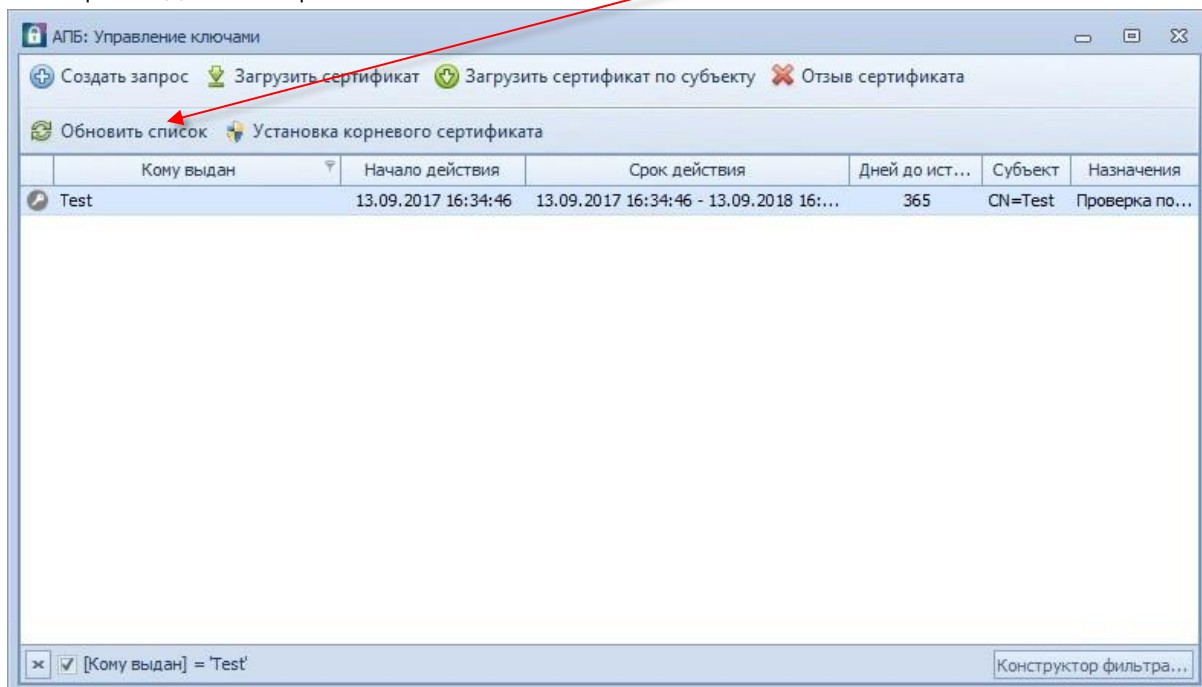 АПБ: Управление ключами
Создать запрос Загрузить сертификат Загрузить сертификат по субъекту Отзыв сертификата
Обновить список Установка корневого сертификата
Кому выдан Начало действия Срок действия Дней до ист... Субъект Назначения
Test 13.09.2017 16:34:46 13.09.2017 16:34:46 - 13.09.2018 16:... 365 CN=Test Проверка по...
[Кому выдан] = 'Test' Конструктор фильтра...